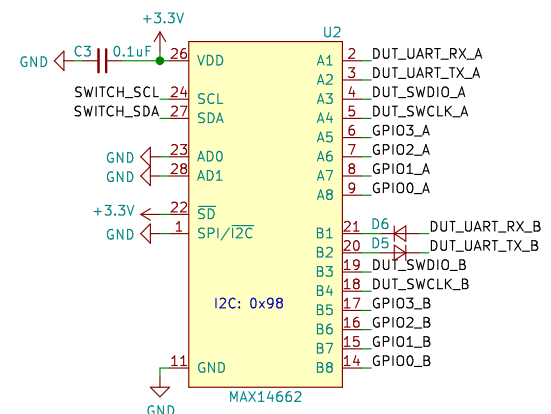 +3.3V
U2
C3 0.1uF
GND
26 VDD
A1 2 DUT_UART_RX_A
A2 3 DUT_UART_TX_A
SWITCH_SCL 24 SCL
A3 4 DUT_SWDIO_A
SWITCH_SDA 27 SDA
A4 5 DUT_SWCLK_A
A5 6 GPIO3_A
GND 23 AD0
A6 7 GPIO2_A
GND 28 AD1
A7 8 GPIO1_A
A8 9 GPIO0_A
+3.3V 22 SD
GND 1 SPI/I2C
B1 21 D6 DUT_UART_RX_B
B2 20 D5 DUT_UART_TX_B
B3 19 DUT_SWDIO_B
B4 18 DUT_SWCLK_B
I2C: 0x98
B5 17 GPIO3_B
B6 16 GPIO2_B
B7 15 GPIO1_B
11 GND
B8 14 GPIO0_B
MAX14662
GND